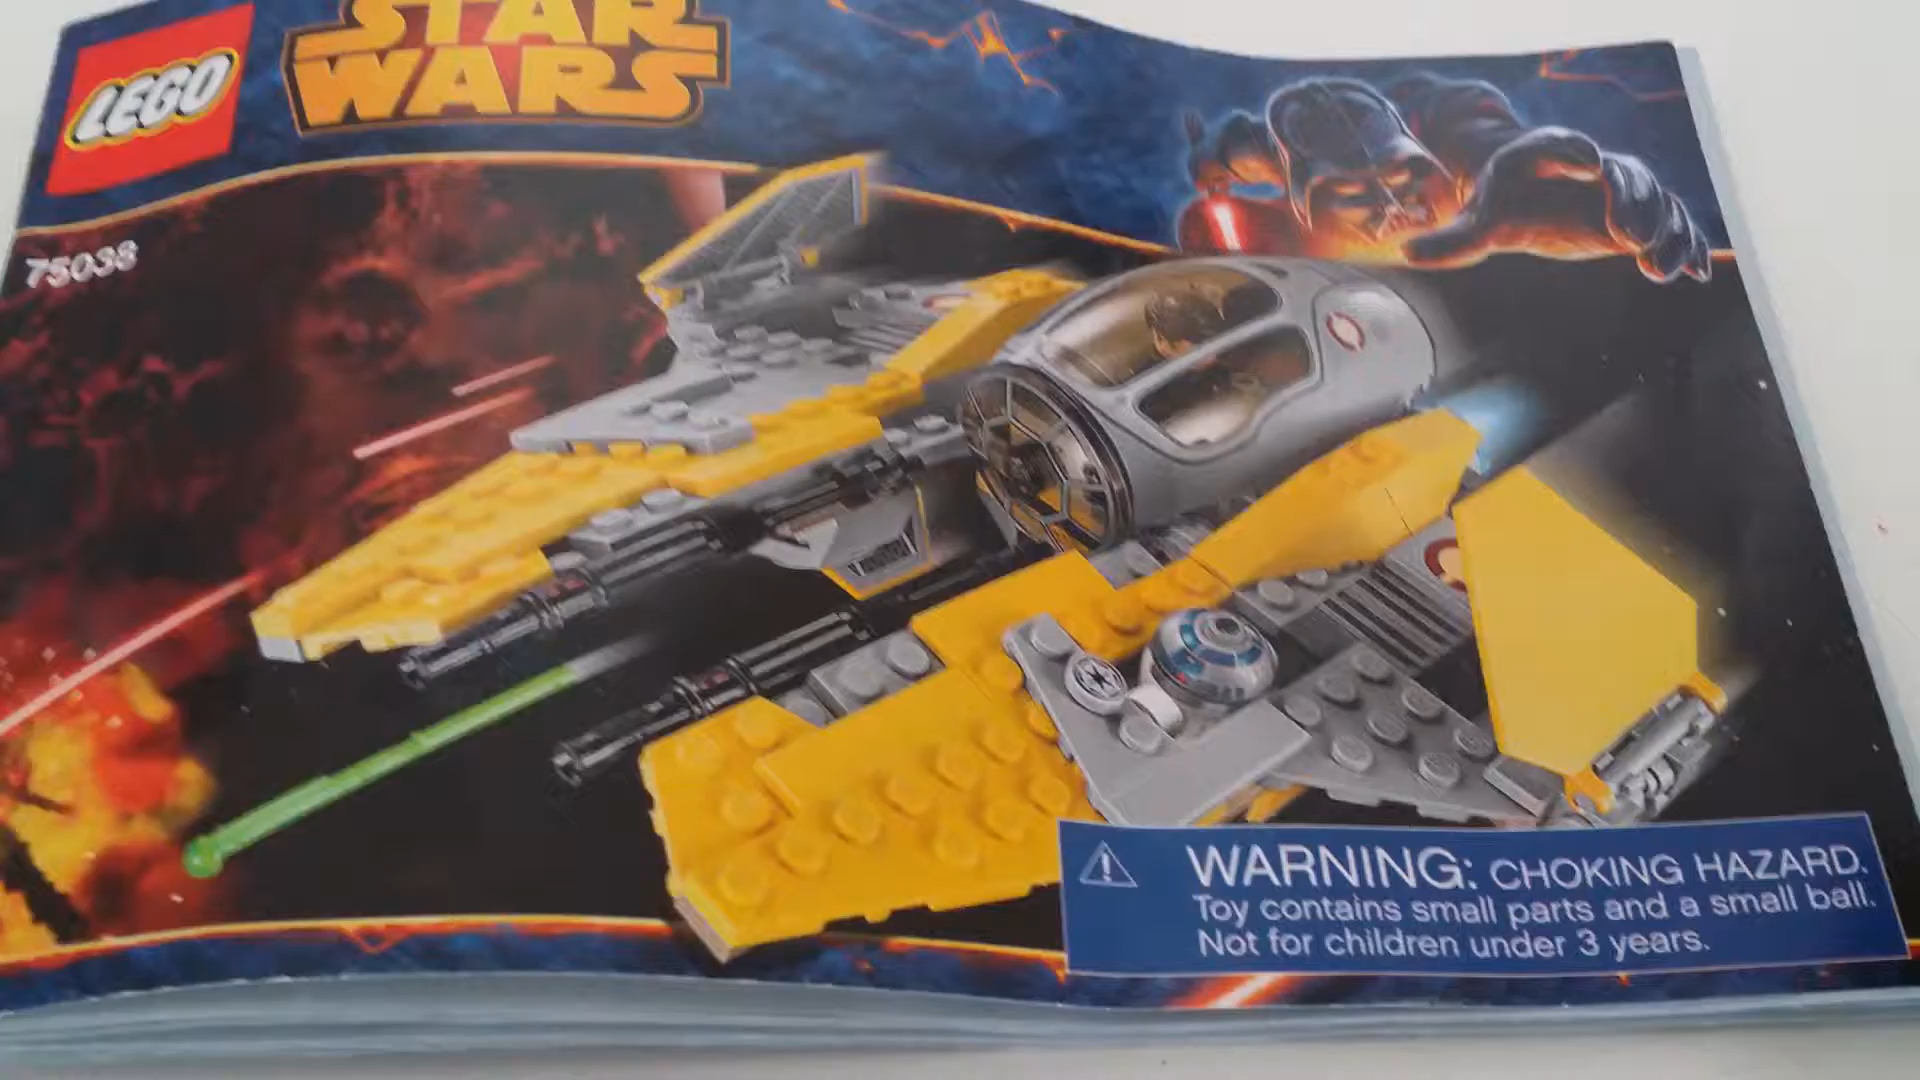 LEGO
STAR
WARS
75038
WARNING: CHOKING HAZARD.
Toy contains small parts and a small ball.
Not for children under 3 years.